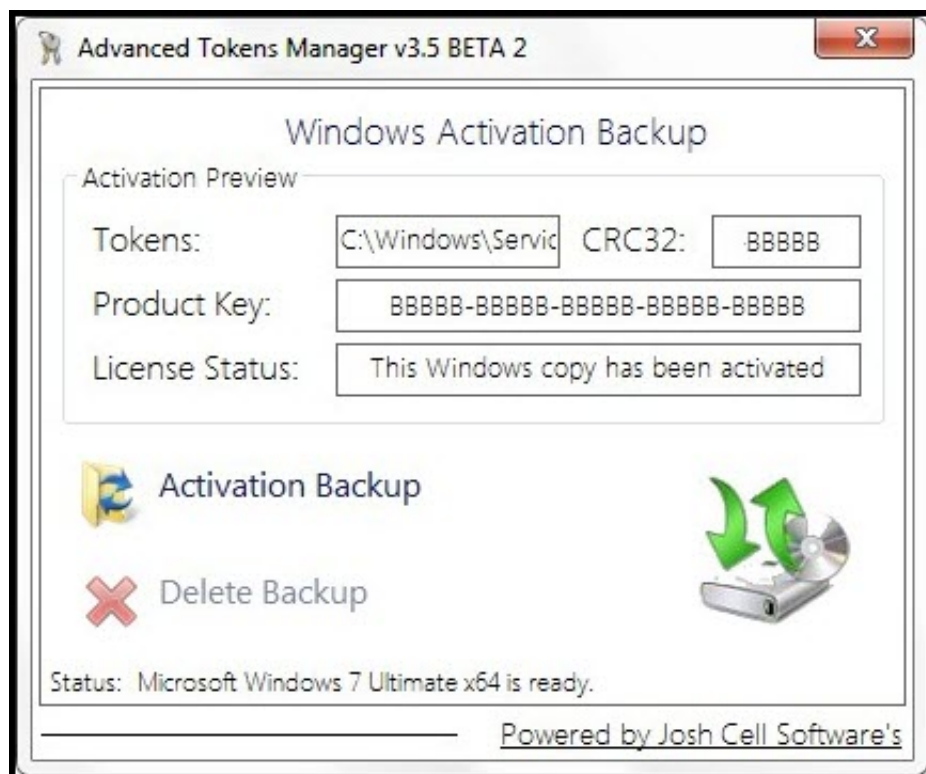 Advanced Tokens Manager v3.5 BETA 2
Windows Activation Backup
Activation Preview
Tokens: C:\Windows\Servic CRC32: BBBBB
Product Key: BBBBB-BBBBB-BBBBB-BBBBB-BBBBB
License Status: This Windows copy has been activated
Activation Backup
Delete Backup
Status: Microsoft Windows 7 Ultimate x64 is ready.
Powered by Josh Cell Software's